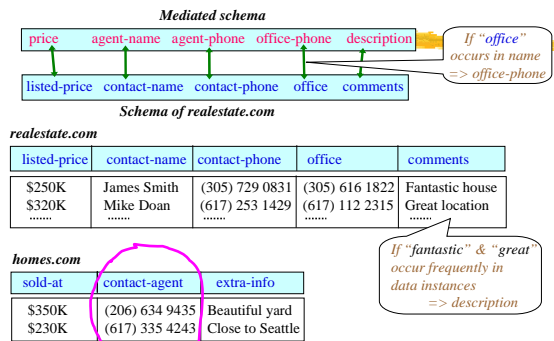 Mediated schema
price agent-name agent-phone office-phone description
If "office"
occurs in name
=> office-phone
listed-price contact-name contact-phone office comments
Schema of realestate.com
realestate.com
listed-price contact-name contact-phone office comments
$250K James Smith (305) 729 0831 (305) 616 1822 Fantastic house
$320K Mike Doan (617) 253 1429 (617) 112 2315 Great location
....... ....... ....... ....... .......
If "fantastic" & "great"
occur frequently in
data instances
=> description
homes.com
sold-at contact-agent extra-info
$350K (206) 634 9435 Beautiful yard
$230K (617) 335 4243 Close to Seattle